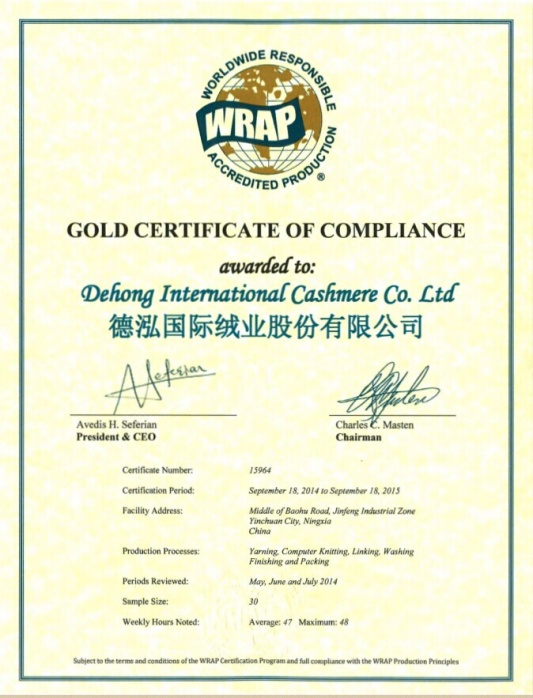 WORLDWIDE RESPONSIBLE
WRAP
ACCREDITED PRODUCTION
®
GOLD CERTIFICATE OF COMPLIANCE
awarded to:
Dehong International Cashmere Co. Ltd
德泓国际绒业股份有限公司
Seferian
Avedis H. Seferian
President & CEO
Charles C. Masten
Chairman
Certificate Number: 15964
Certification Period: September 18, 2014 to September 18, 2015
Facility Address: Middle of Baohu Road, Jinfeng Industrial Zone
Yinchuan City, Ningxia
China
Production Processes: Yarning, Computer Knitting, Linking, Washing
Finishing and Packing
Periods Reviewed: May, June and July 2014
Sample Size: 30
Weekly Hours Noted: Average: 47 Maximum: 48
Subject to the terms and conditions of the WRAP Certification Program and full compliance with the WRAP Production Principles